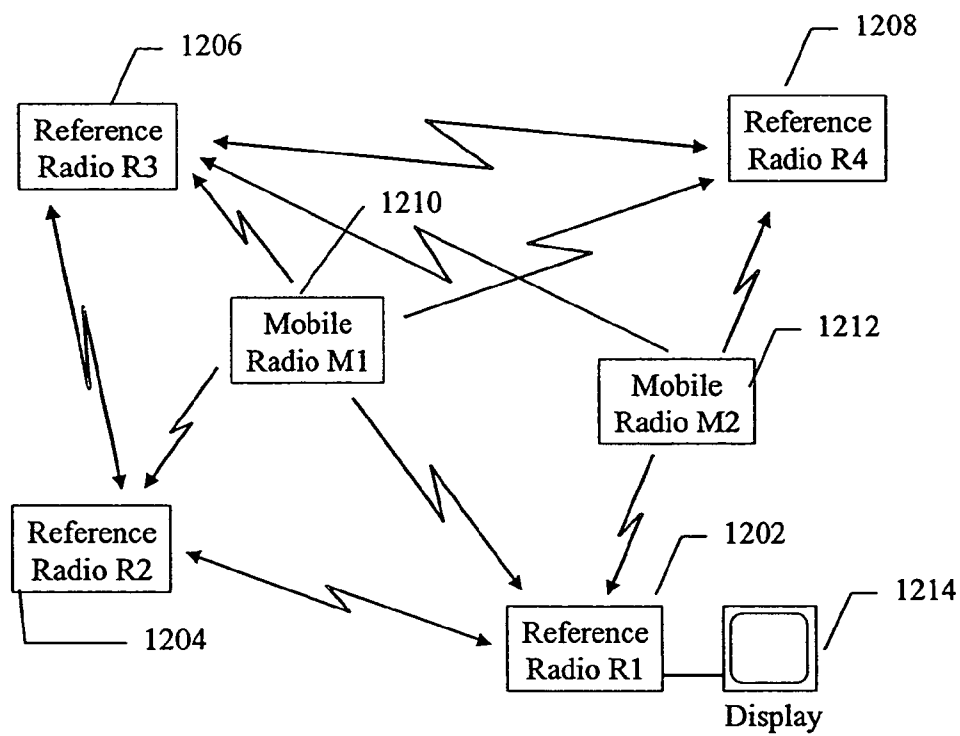 1206
1208
Reference
Radio R3
Reference
Radio R4
1210
Mobile
Radio M1
1212
Mobile
Radio M2
Reference
Radio R2
1202
1204
Reference
Radio R1
1214
Display